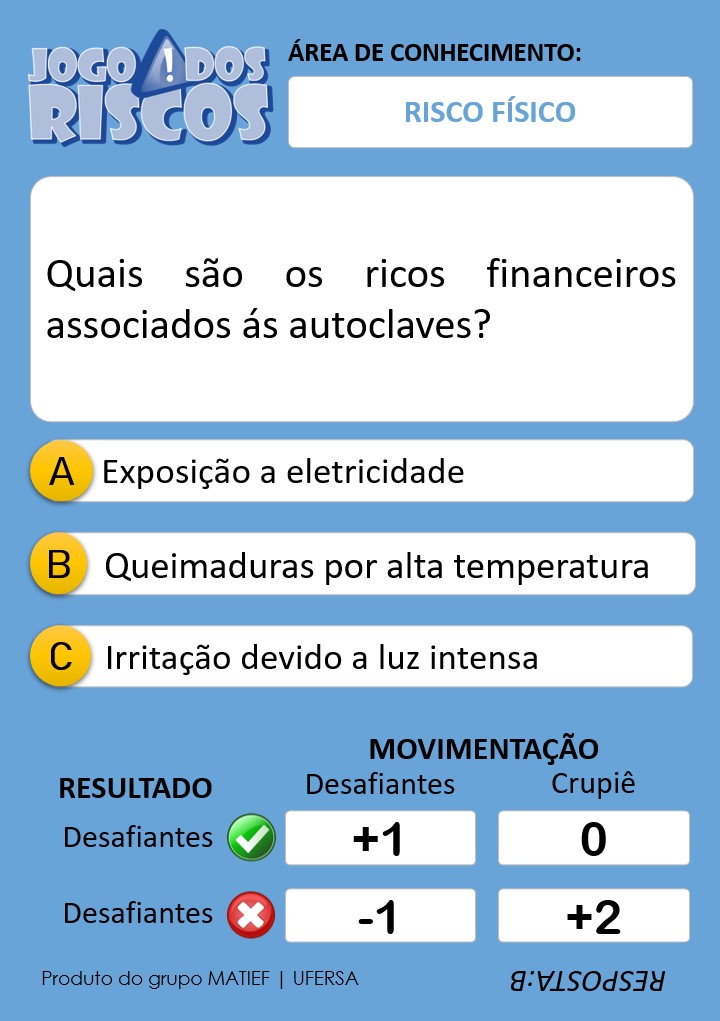 JOGO DOS
RISCOS
ÁREA DE CONHECIMENTO:
RISCO FÍSICO
Quais são os ricos financeiros
associados ás autoclaves?
A Exposição a eletricidade
B Queimaduras por alta temperatura
C Irritação devido a luz intensa
MOVIMENTAÇÃO
RESULTADO Desafiantes Crupiê
Desafiantes +1 0
Desafiantes -1 +2
Produto do grupo MATIEF | UFERSA
RESPOSTA:B